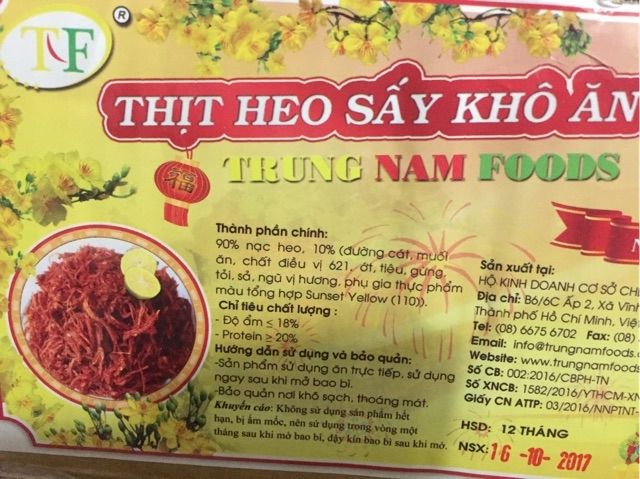 TF ®
THỊT HEO SẤY KHÔ ĂN
TRUNG NAM FOODS
福
Thành phần chính:
90% nạc heo, 10% (đường cát, muối
ăn, chất điều vị 621, ớt, tiêu, gừng,
tỏi, sả, ngũ vị hương, phụ gia thực phẩm
màu tổng hợp Sunset Yellow (110)).
Chỉ tiêu chất lượng :
- Độ ẩm ≤ 18%
- Protein ≥ 20%
Hướng dẫn sử dụng và bảo quản:
-Sản phẩm sử dụng ăn trực tiếp, sử dụng
ngay sau khi mở bao bì.
-Bảo quản nơi khô sạch, thoáng mát.
Khuyến cáo: Không sử dụng sản phẩm hết
hạn, bị ẩm mốc, nên sử dụng trong vòng một
tháng sau khi mở bao bì, đậy kín bao bì sau khi mở.
Sản xuất tại:
HỘ KINH DOANH CƠ SỞ CH
Địa chỉ: B6/6C Ấp 2, Xã Vĩnh
Thành phố Hồ Chí Minh, Việ
Tel: (08) 6675 6702 Fax: (08)
Email: info@trungnamfoods.
Website: www.trungnamfoods
Số CB: 002:2016/CBPH-TN
Số XNCB: 1582/2016/YTHCM-XN
Giấy CN ATTP: 03/2016/NNPTNT-
HSD: 12 THÁNG
NSX: 16 -10- 2017